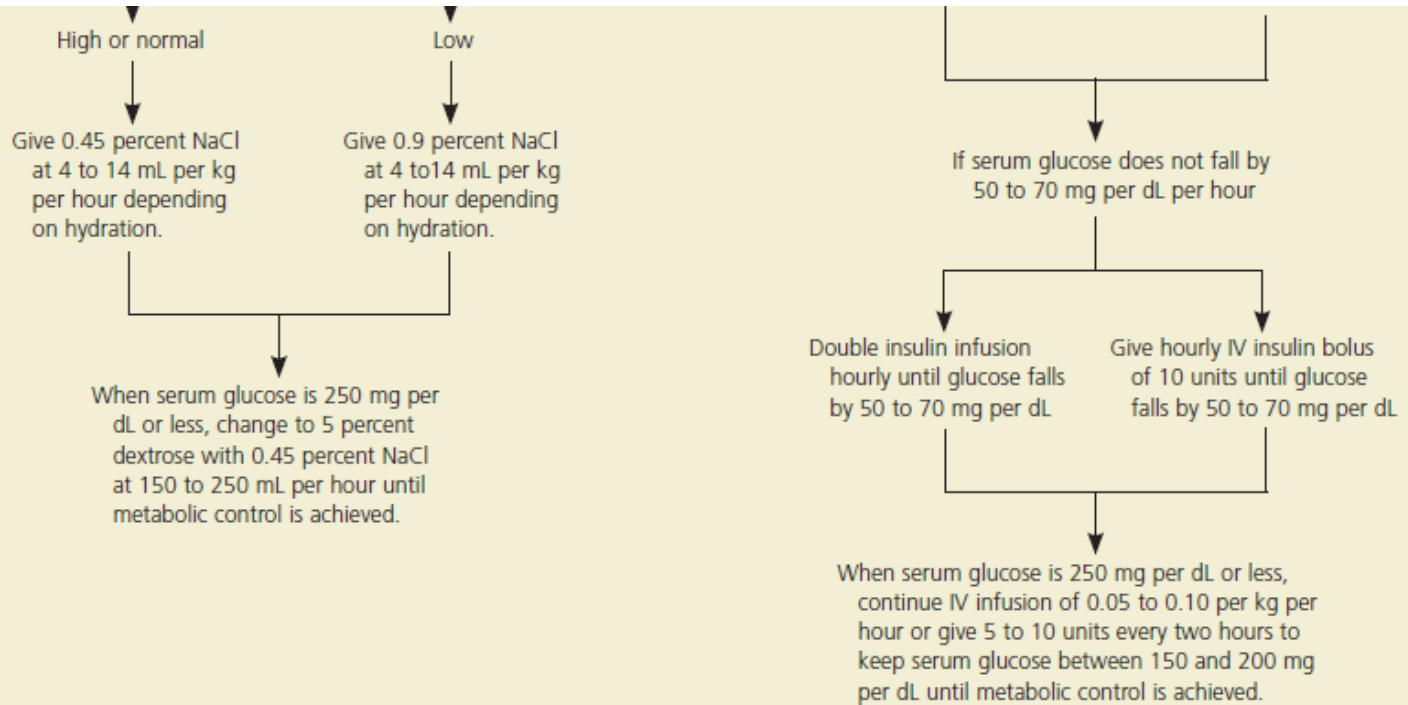 High or normal
Low
Give 0.45 percent NaCl
at 4 to 14 mL per kg
per hour depending
on hydration.
Give 0.9 percent NaCl
at 4 to14 mL per kg
per hour depending
on hydration.
When serum glucose is 250 mg per
dL or less, change to 5 percent
dextrose with 0.45 percent NaCl
at 150 to 250 mL per hour until
metabolic control is achieved.
If serum glucose does not fall by
50 to 70 mg per dL per hour
Double insulin infusion
hourly until glucose falls
by 50 to 70 mg per dL
Give hourly IV insulin bolus
of 10 units until glucose
falls by 50 to 70 mg per dL
When serum glucose is 250 mg per dL or less,
continue IV infusion of 0.05 to 0.10 per kg per
hour or give 5 to 10 units every two hours to
keep serum glucose between 150 and 200 mg
per dL until metabolic control is achieved.